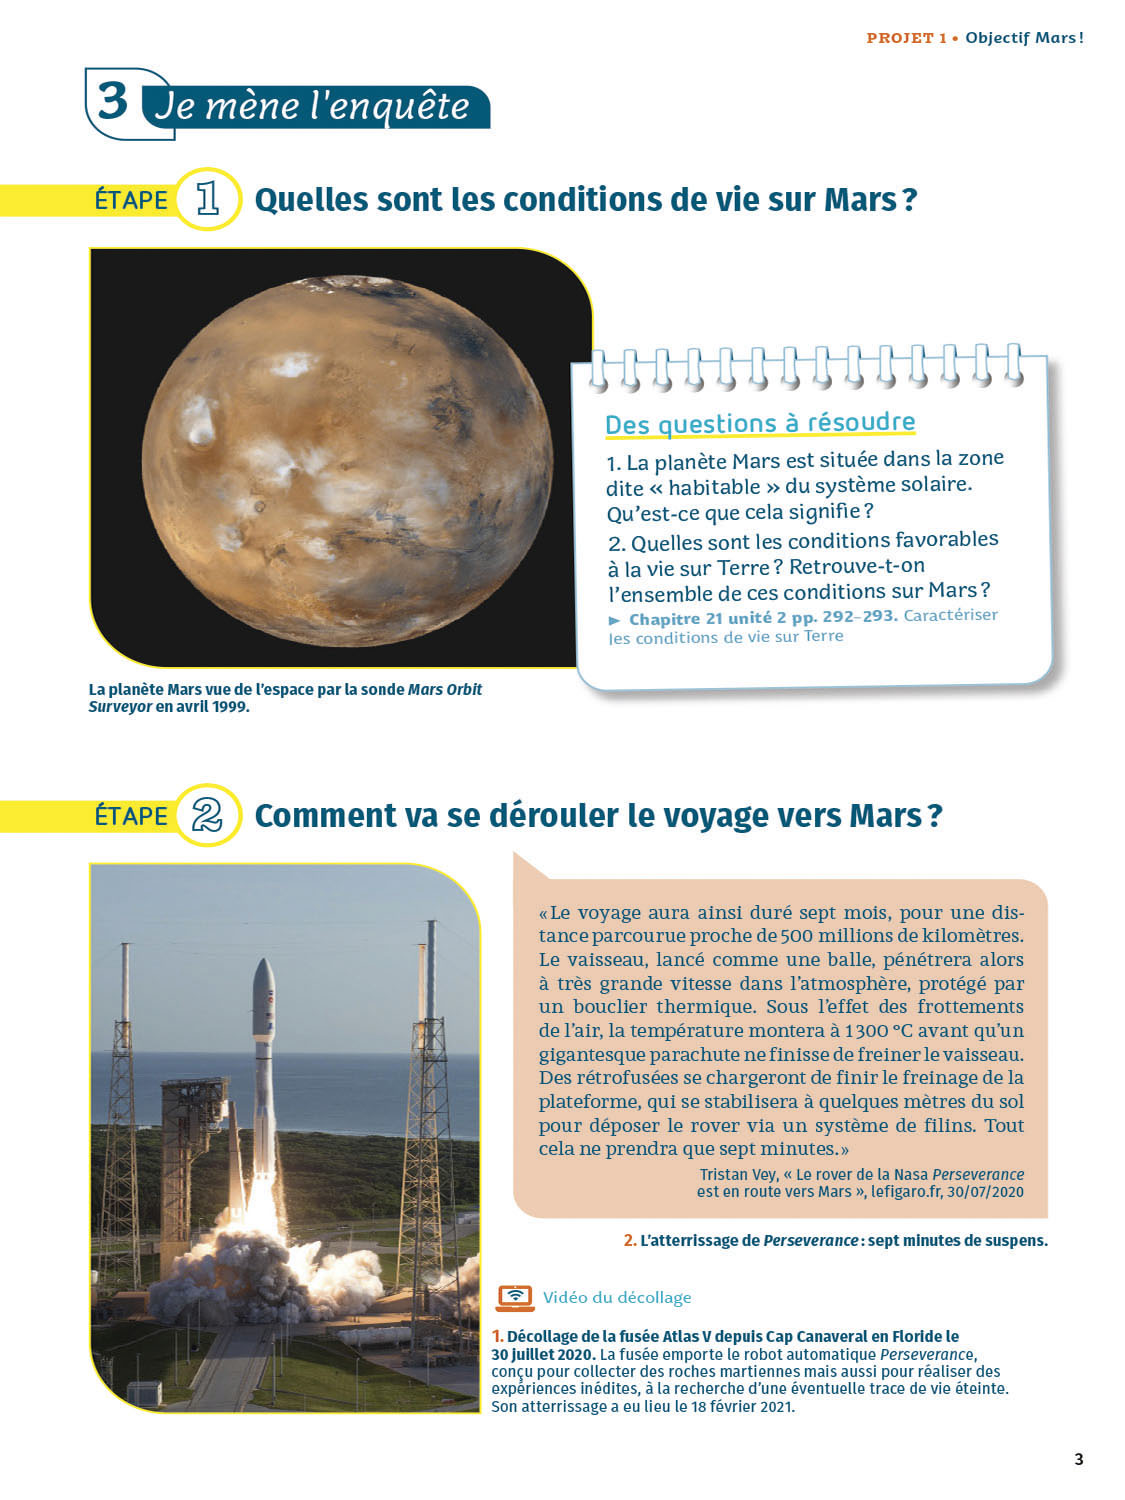 PROJET 1 • Objectif Mars !
3 Je mène l'enquête
ÉTAPE 1 Quelles sont les conditions de vie sur Mars ?
Des questions à résoudre
1. La planète Mars est située dans la zone
dite « habitable » du système solaire.
Qu'est-ce que cela signifie ?
2. Quelles sont les conditions favorables
à la vie sur Terre ? Retrouve-t-on
l'ensemble de ces conditions sur Mars ?
► Chapitre 21 unité 2 pp. 292-293. Caractériser
les conditions de vie sur Terre
La planète Mars vue de l'espace par la sonde Mars Orbit
Surveyor en avril 1999.
ÉTAPE 2 Comment va se dérouler le voyage vers Mars ?
« Le voyage aura ainsi duré sept mois, pour une dis-
tance parcourue proche de 500 millions de kilomètres.
Le vaisseau, lancé comme une balle, pénétrera alors
à très grande vitesse dans l'atmosphère, protégé par
un bouclier thermique. Sous l'effet des frottements
de l'air, la température montera à 1 300 °C avant qu'un
gigantesque parachute ne finisse de freiner le vaisseau.
Des rétrofusées se chargeront de finir le freinage de la
plateforme, qui se stabilisera à quelques mètres du sol
pour déposer le rover via un système de filins. Tout
cela ne prendra que sept minutes. »
Tristan Vey, « Le rover de la Nasa Perseverance
est en route vers Mars », lefigaro.fr, 30/07/2020
2. L'atterrissage de Perseverance : sept minutes de suspens.
Vidéo du décollage
1. Décollage de la fusée Atlas V depuis Cap Canaveral en Floride le
30 juillet 2020. La fusée emporte le robot automatique Perseverance,
conçu pour collecter des roches martiennes mais aussi pour réaliser des
expériences inédites, à la recherche d'une éventuelle trace de vie éteinte.
Son atterrissage a eu lieu le 18 février 2021.
3